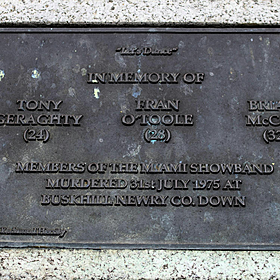 "Let's Dance"
IN MEMORY OF
TONY FRAN
GERAGHTY O'TOOLE
(24) (28)
MEMBERS OF THE MIAMI SHOWBAND
MURDERED 31st JULY 1975 AT
BUSKHILL NEWRY CO. DOWN